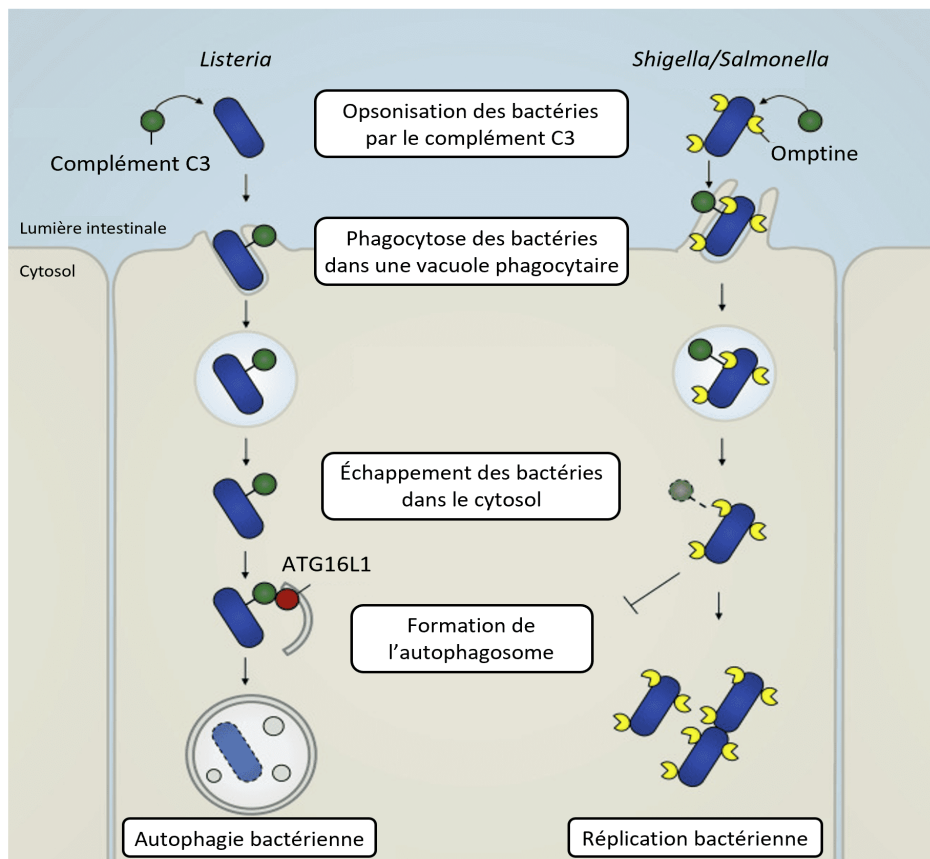 Listeria
Shigella/Salmonella
Opsonisation des bactéries
par le complément C3
Complément C3
Omptine
Lumière intestinale
Phagocytose des bactéries
dans une vacuole phagocytaire
Cytosol
Échappement des bactéries
dans le cytosol
ATG16L1
Formation de
l’autophagosome
Autophagie bactérienne
Réplication bactérienne